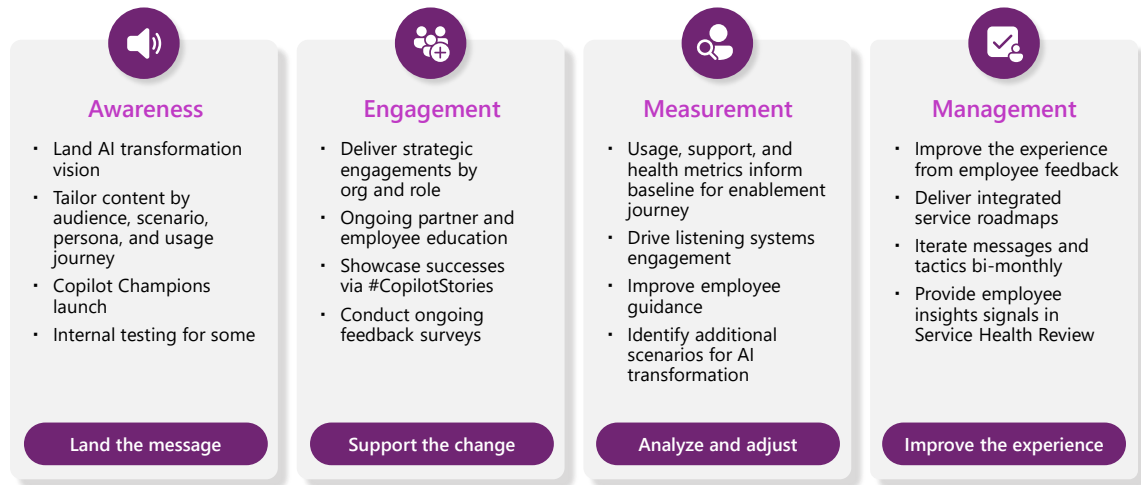 Awareness
▪ Land AI transformation
vision
▪ Tailor content by
audience, scenario,
persona, and usage
journey
▪ Copilot Champions
launch
▪ Internal testing for some
Land the message
Engagement
▪ Deliver strategic
engagements by
org and role
▪ Ongoing partner and
employee education
▪ Showcase successes
via #CopilotStories
▪ Conduct ongoing
feedback surveys
Support the change
Measurement
▪ Usage, support, and
health metrics inform
baseline for enablement
journey
▪ Drive listening systems
engagement
▪ Improve employee
guidance
▪ Identify additional
scenarios for AI
transformation
Analyze and adjust
Management
▪ Improve the experience
from employee feedback
▪ Deliver integrated
service roadmaps
▪ Iterate messages and
tactics bi-monthly
▪ Provide employee
insights signals in
Service Health Review
Improve the experience